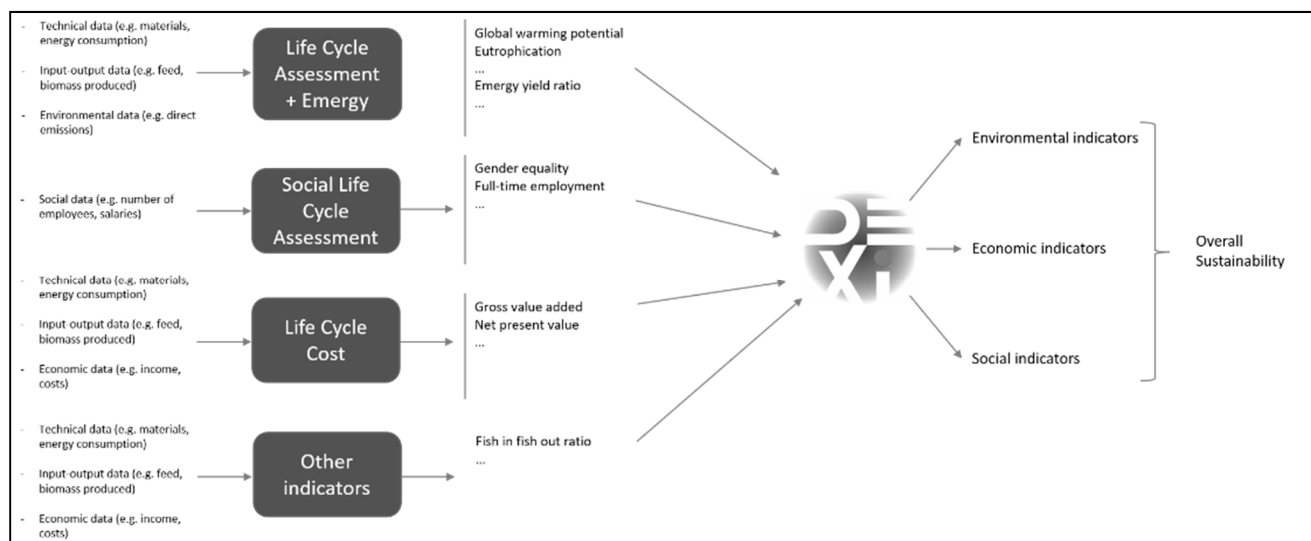 - Technical data (e.g. materials,
energy consumption)
- Input-output data (e.g. feed,
biomass produced)
- Environmental data (e.g. direct
emissions)
Life Cycle
Assessment
+ Emergy
Global warming potential
Eutrophication
...
Emergy yield ratio
...
- Social data (e.g. number of
employees, salaries)
Social Life
Cycle
Assessment
Gender equality
Full-time employment
...
- Technical data (e.g. materials,
energy consumption)
- Input-output data (e.g. feed,
biomass produced)
- Economic data (e.g. income,
costs)
Life Cycle
Cost
Gross value added
Net present value
...
- Technical data (e.g. materials,
energy consumption)
- Input-output data (e.g. feed,
biomass produced)
- Economic data (e.g. income,
costs)
Other
indicators
Fish in fish out ratio
...
DE
Xi
Environmental indicators
Economic indicators
Social indicators
Overall
Sustainability